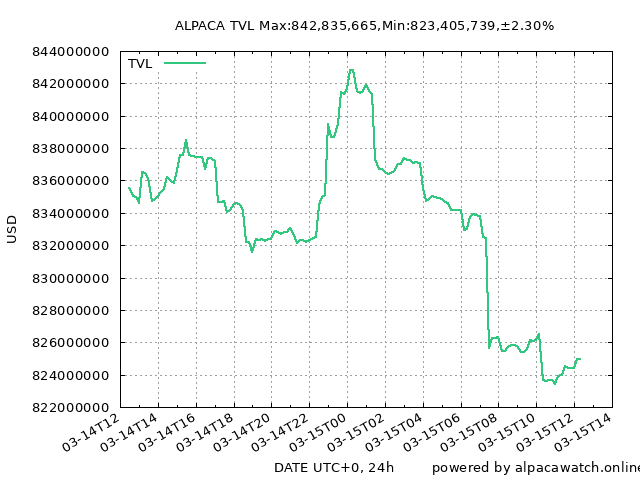 ALPACA TVL Max:842,835,665,Min:823,405,739,±2.30%
TVL
844000000
842000000
840000000
838000000
836000000
834000000
832000000
830000000
828000000
826000000
824000000
822000000
USD
03-14T12
03-14T14
03-14T16
03-14T18
03-14T20
03-14T22
03-15T00
03-15T02
03-15T04
03-15T06
03-15T08
03-15T10
03-15T12
03-15T14
DATE UTC+0, 24h
powered by alpacawatch.online